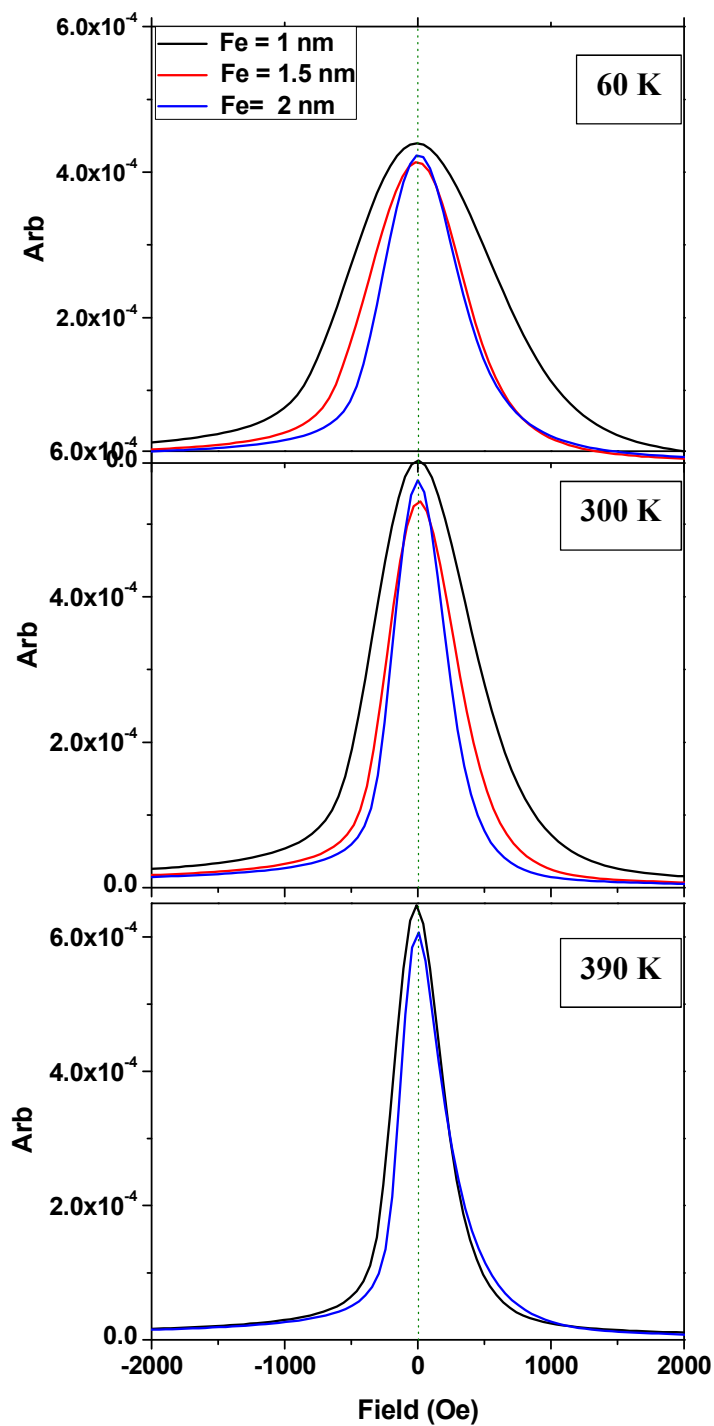 6.0x10⁻⁴
Fe = 1 nm
Fe = 1.5 nm
Fe= 2 nm
60 K
4.0x10⁻⁴
Arb
2.0x10⁻⁴
0.0
6.0x10⁻⁴
300 K
4.0x10⁻⁴
Arb
2.0x10⁻⁴
0.0
6.0x10⁻⁴
390 K
4.0x10⁻⁴
Arb
2.0x10⁻⁴
0.0
-2000 -1000 0 1000 2000
Field (Oe)